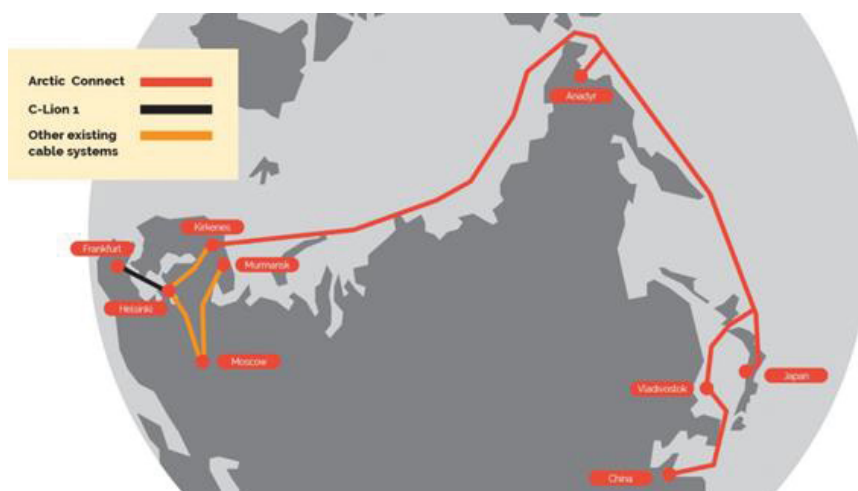 Arctic Connect
C-Lion 1
Other existing
cable systems
Anadyr
Kirkenes
Frankfurt
Murmansk
Helsinki
Moscow
Vladivostok
Japan
China